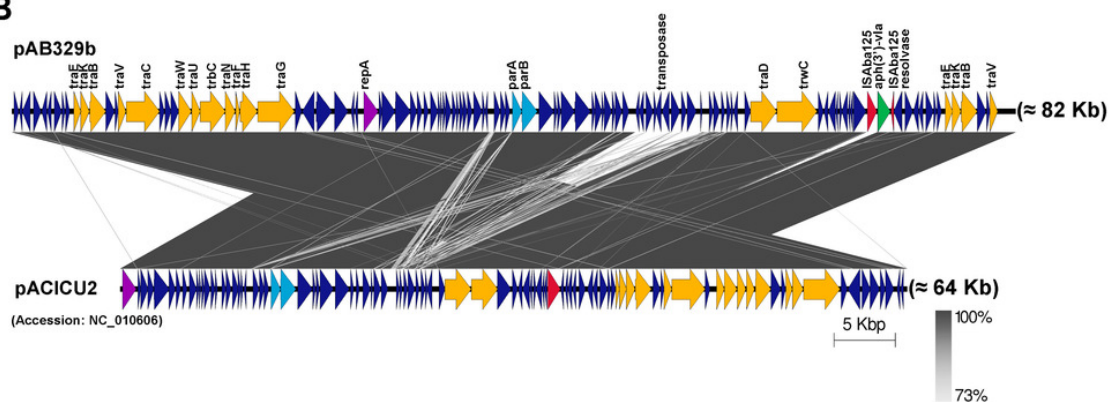 B
pAB329b
traE
traK
traB
traV
traC
traW
traU
trbC
traN
traF
traH
traG
repA
parA
parB
transposase
traD
trwC
ISAba125
aph(3')-via
ISAba125
resolvase
traE
traK
traB
traV
(≈ 82 Kb)
pACICU2
(≈ 64 Kb)
(Accession: NC_010606)
5 Kbp
100%
73%